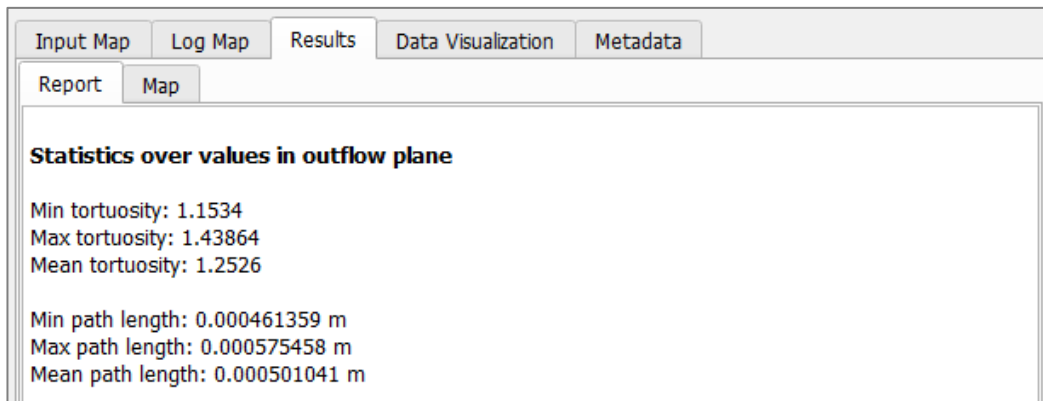 Input Map Log Map Results Data Visualization Metadata
Report Map
Statistics over values in outflow plane
Min tortuosity: 1.1534
Max tortuosity: 1.43864
Mean tortuosity: 1.2526
Min path length: 0.000461359 m
Max path length: 0.000575458 m
Mean path length: 0.000501041 m